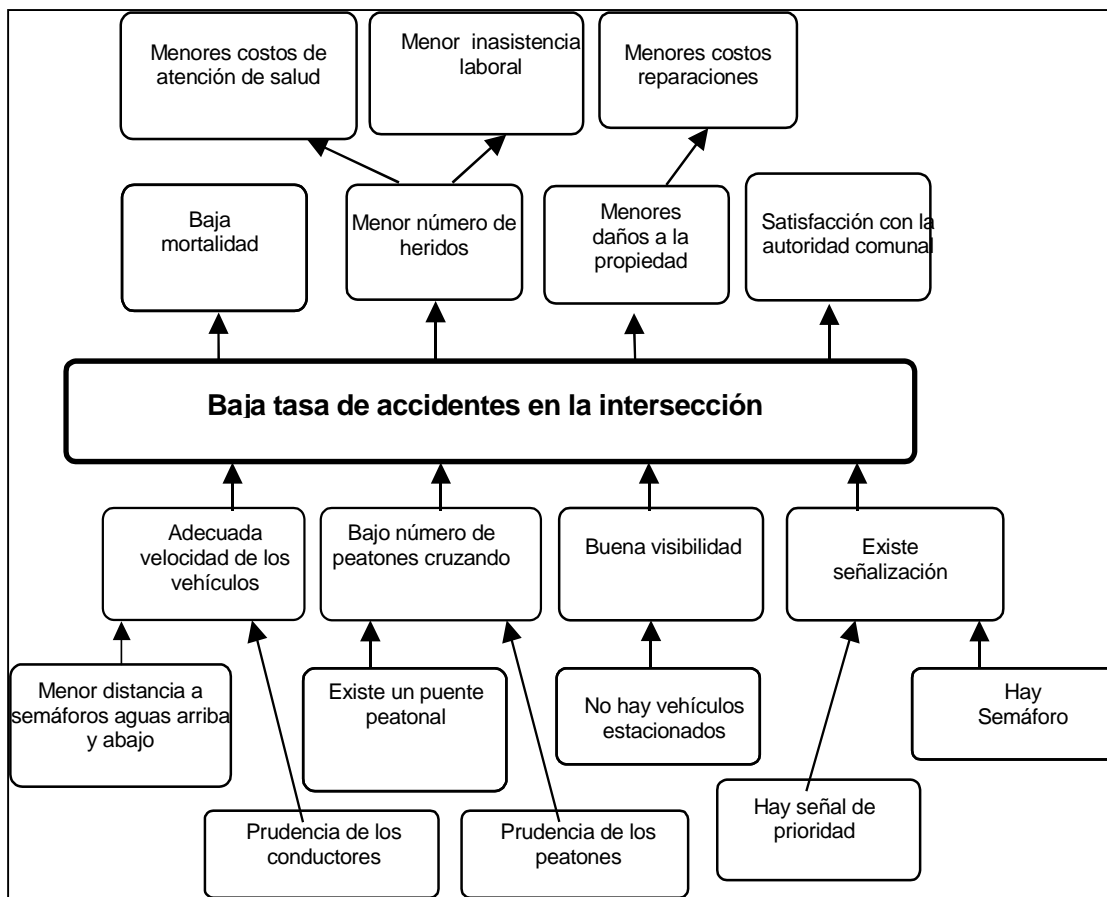 Menores costos de
atención de salud
Menor inasistencia
laboral
Menores costos
reparaciones
Baja
mortalidad
Menor número de
heridos
Menores
daños a la
propiedad
Satisfacción con la
autoridad comunal
Baja tasa de accidentes en la intersección
Adecuada
velocidad de los
vehículos
Bajo número de
peatones cruzando
Buena visibilidad
Existe
señalización
Menor distancia a
semáforos aguas arriba
y abajo
Existe un puente
peatonal
No hay vehículos
estacionados
Hay
Semáforo
Prudencia de los
conductores
Prudencia de los
peatones
Hay señal de
prioridad